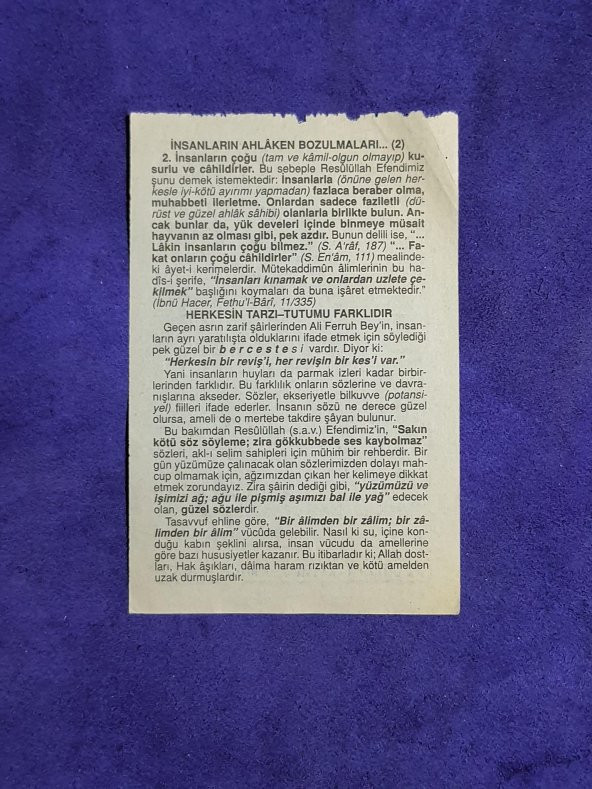 İNSANLARIN AHLÂKEN BOZULMALARI... (2)
2. İnsanların çoğu (tam ve kâmil-olgun olmayıp) ku-
surlu ve câhildirler. Bu sebeple Resûlüllah Efendimiz
şunu demek istemektedir: İnsanlarla (önüne gelen her-
kesle iyi-kötü ayırımı yapmadan) fazlaca beraber olma,
muhabbeti ilerletme. Onlardan sadece faziletli (dü-
rüst ve güzel ahlâk sâhibi) olanlarla birlikte bulun. An-
cak bunlar da, yük develeri içinde binmeye müsait
hayvanın az olması gibi, pek azdır. Bunun delili ise, "...
Lâkin insanların çoğu bilmez." (S. A'râf, 187) "... Fa-
kat onların çoğu câhildirler" (S. En'âm, 111) mealinde-
ki âyet-i kerimelerdir. Mütekaddimûn âlimlerinin bu ha-
dîs-i şerife, "İnsanları kınamak ve onlardan uzlete çe-
kilmek" başlığını koymaları da buna işâret etmektedir."
(İbnü Hacer, Fethu'l-Bârî, 11/335)
HERKESİN TARZI–TUTUMU FARKLIDIR
Geçen asrın zarif şâirlerinden Ali Ferruh Bey'in, insan-
ların ayrı yaratılışta olduklarını ifade etmek için söylediği
pek güzel bir bercestesi vardır. Diyor ki:
"Herkesin bir reviş'i, her revişin bir kes'i var."
Yani insanların huyları da parmak izleri kadar birbir-
lerinden farklıdır. Bu farklılık onların sözlerine ve davra-
nışlarına akseder. Sözler, ekseriyetle bilkuvve (potansi-
yel) fiilleri ifade ederler. İnsanın sözü ne derece güzel
olursa, ameli de o mertebe takdire şâyan bulunur.
Bu bakımdan Resûlüllah (s.a.v.) Efendimiz'in, "Sakın
kötü söz söyleme; zira gökkubbede ses kaybolmaz"
sözleri, akl-ı selim sahipleri için mühim bir rehberdir. Bir
gün yüzümüze çalınacak olan sözlerimizden dolayı mah-
cup olmamak için, ağzımızdan çıkan her kelimeye dikkat
etmek zorundayız. Zira şâirin dediği gibi, "yüzümüzü ve
işimizi ağ; ağu ile pişmiş aşımızı bal ile yağ" edecek
olan, güzel sözlerdir.
Tasavvuf ehline göre, "Bir âlimden bir zâlim; bir zâ-
limden bir âlim" vücûda gelebilir. Nasıl ki su, içine kon-
duğu kabın şeklini alırsa, insan vücudu da amellerine
göre bazı hususiyetler kazanır. Bu itibarladır ki; Allah dost-
ları, Hak âşıkları, dâima haram rızıktan ve kötü amelden
uzak durmuşlardır.